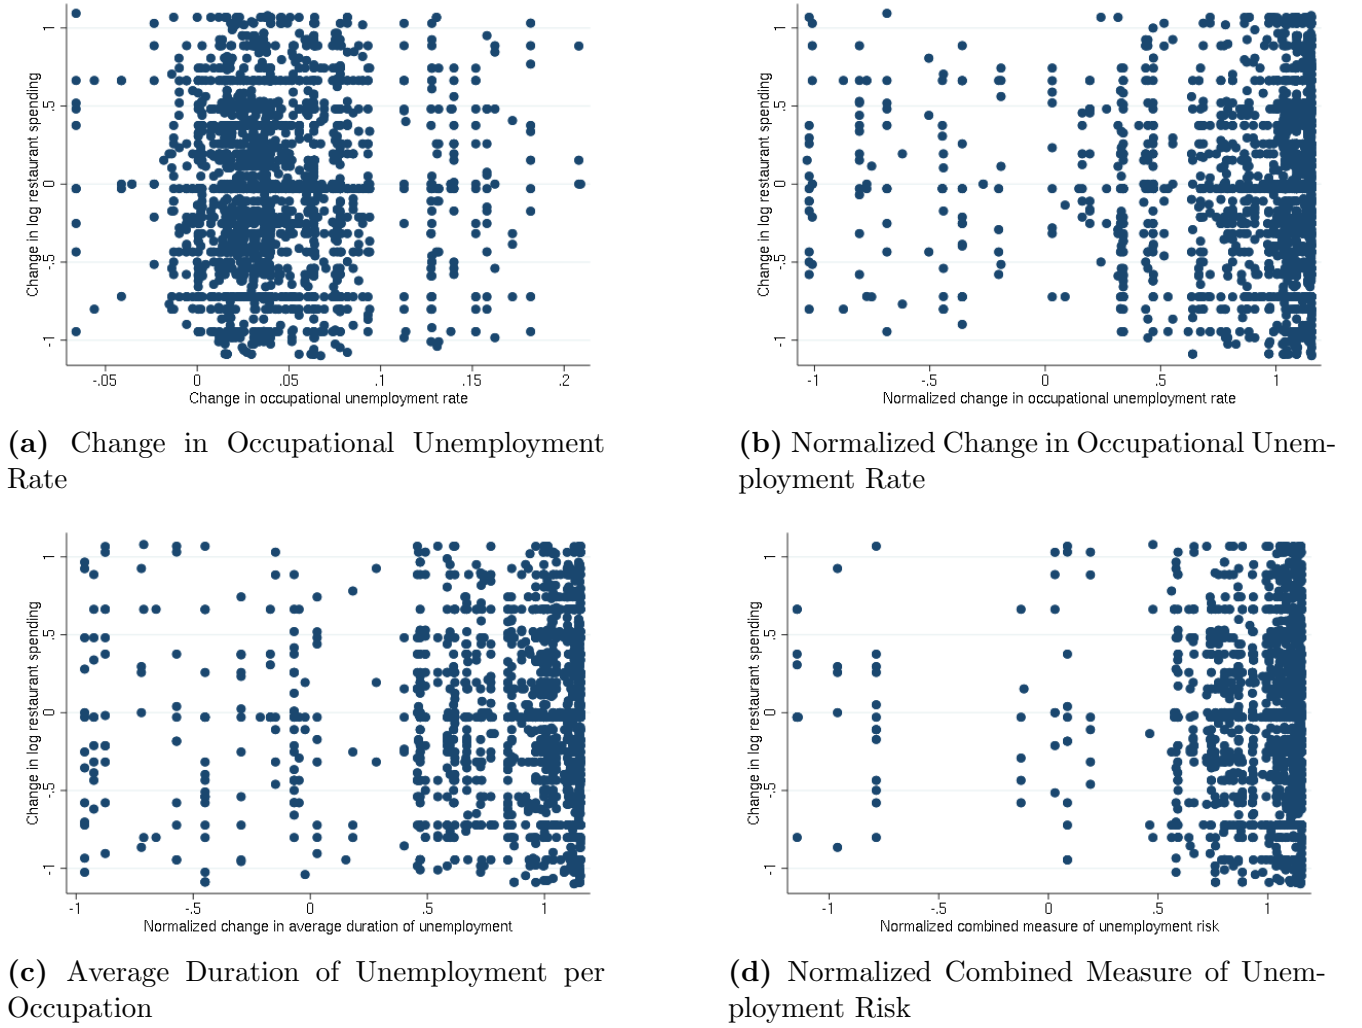 Change in log restaurant spending
1
.5
0
-.5
-1
-.05
0
.05
.1
.15
.2
Change in occupational unemployment rate
(a) Change in Occupational Unemployment
Rate
Change in log restaurant spending
1
.5
0
-.5
-1
-1
-.5
0
.5
1
Normalized change in occupational unemployment rate
(b) Normalized Change in Occupational Unem-
ployment Rate
Change in log restaurant spending
1
.5
0
-.5
-1
-1
-.5
0
.5
1
Normalized change in average duration of unemployment
(c) Average Duration of Unemployment per
Occupation
Change in log restaurant spending
1
.5
0
-.5
-1
-1
-.5
0
.5
1
Normalized combined measure of unemployment risk
(d) Normalized Combined Measure of Unem-
ployment Risk